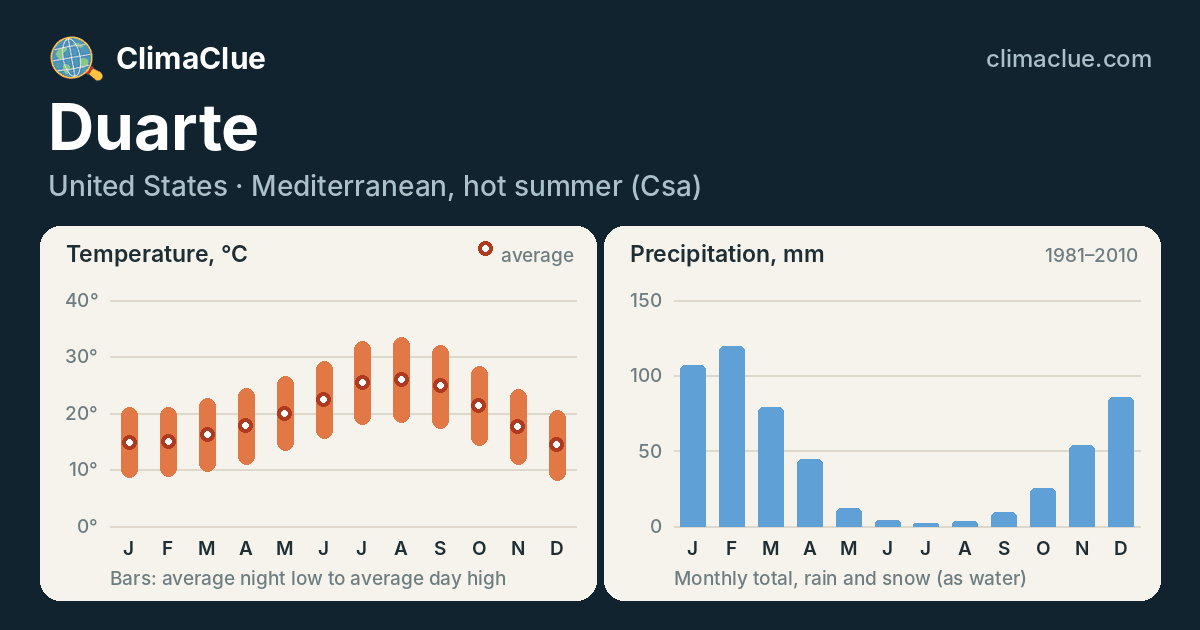 ClimaClue
climaclue.com
Duarte
United States · Mediterranean, hot summer (Csa)
Temperature, °C
average
40°
30°
20°
10°
0°
J F M A M J J A S O N D
Bars: average night low to average day high
Precipitation, mm
1981–2010
150
100
50
0
J F M A M J J A S O N D
Monthly total, rain and snow (as water)